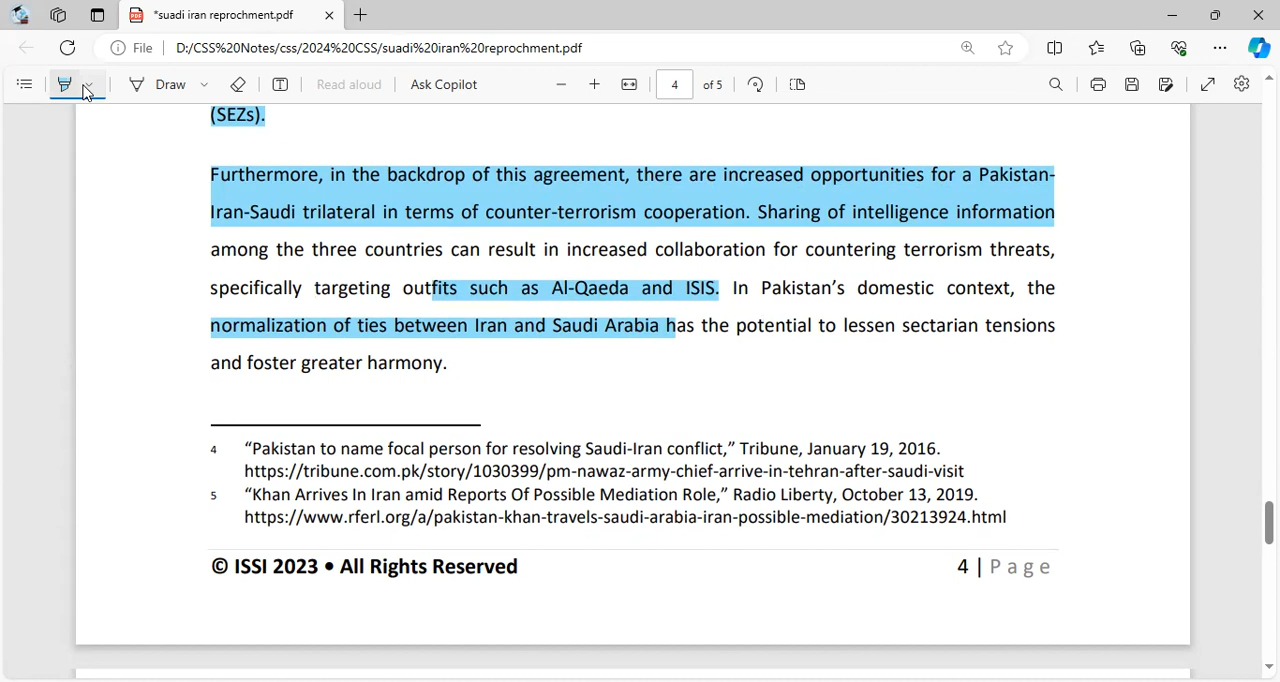 *suadi iran reprochment.pdf
File D:/CSS%20Notes/css/2024%20CSS/suadi%20iran%20reprochment.pdf
Draw Read aloud Ask Copilot 4 of 5
(SEZs).
Furthermore, in the backdrop of this agreement, there are increased opportunities for a Pakistan-
Iran-Saudi trilateral in terms of counter-terrorism cooperation. Sharing of intelligence information
among the three countries can result in increased collaboration for countering terrorism threats,
specifically targeting outfits such as Al-Qaeda and ISIS. In Pakistan’s domestic context, the
normalization of ties between Iran and Saudi Arabia has the potential to lessen sectarian tensions
and foster greater harmony.
4 “Pakistan to name focal person for resolving Saudi-Iran conflict,” Tribune, January 19, 2016.
https://tribune.com.pk/story/1030399/pm-nawaz-army-chief-arrive-in-tehran-after-saudi-visit
5 “Khan Arrives In Iran amid Reports Of Possible Mediation Role,” Radio Liberty, October 13, 2019.
https://www.rferl.org/a/pakistan-khan-travels-saudi-arabia-iran-possible-mediation/30213924.html
© ISSI 2023 • All Rights Reserved 4 | Page